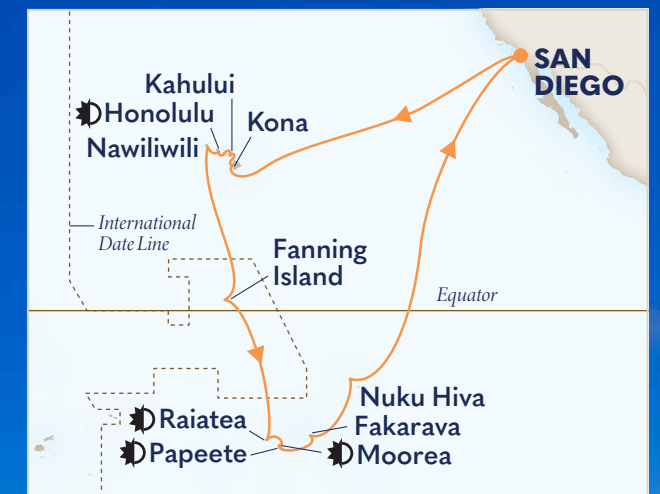 SAN
DIEGO
Kahului
Honolulu
Kona
Nawiliwili
International
Date Line
Fanning
Island
Equator
Nuku Hiva
Raiatea
Fakarava
Papeete
Moorea